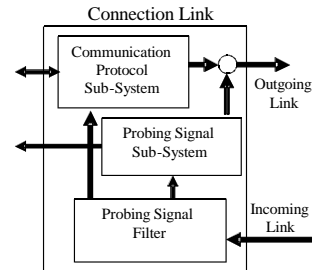 Connection Link
Communication
Protocol
Sub-System
Outgoing
Link
Probing Signal
Sub-System
Probing Signal
Filter
Incoming
Link